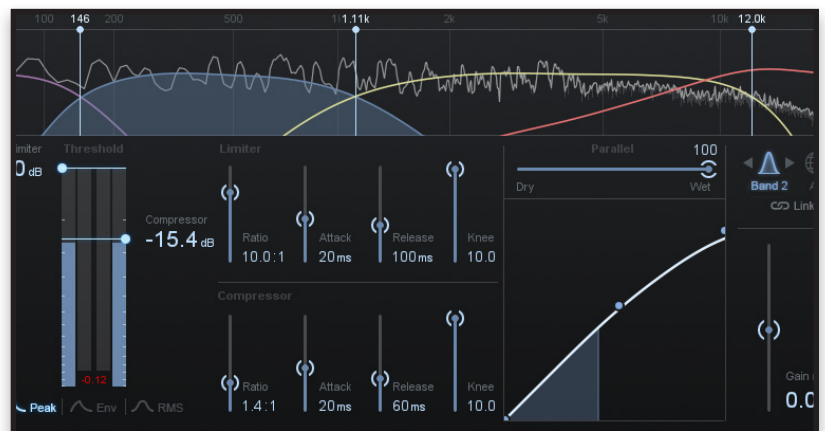 100 146 200 500 1.11k 2k 5k 10k 12.0k
imiter Threshold Limiter Parallel 100
0 dB
Dry Wet Band 2
Link
Compressor
-15.4 dB
Ratio Attack Release Knee
10.0:1 20ms 100ms 10.0
Compressor
-0.12
Ratio Attack Release Knee
1.4:1 20ms 60ms 10.0
Gain
0.0
Peak Env RMS